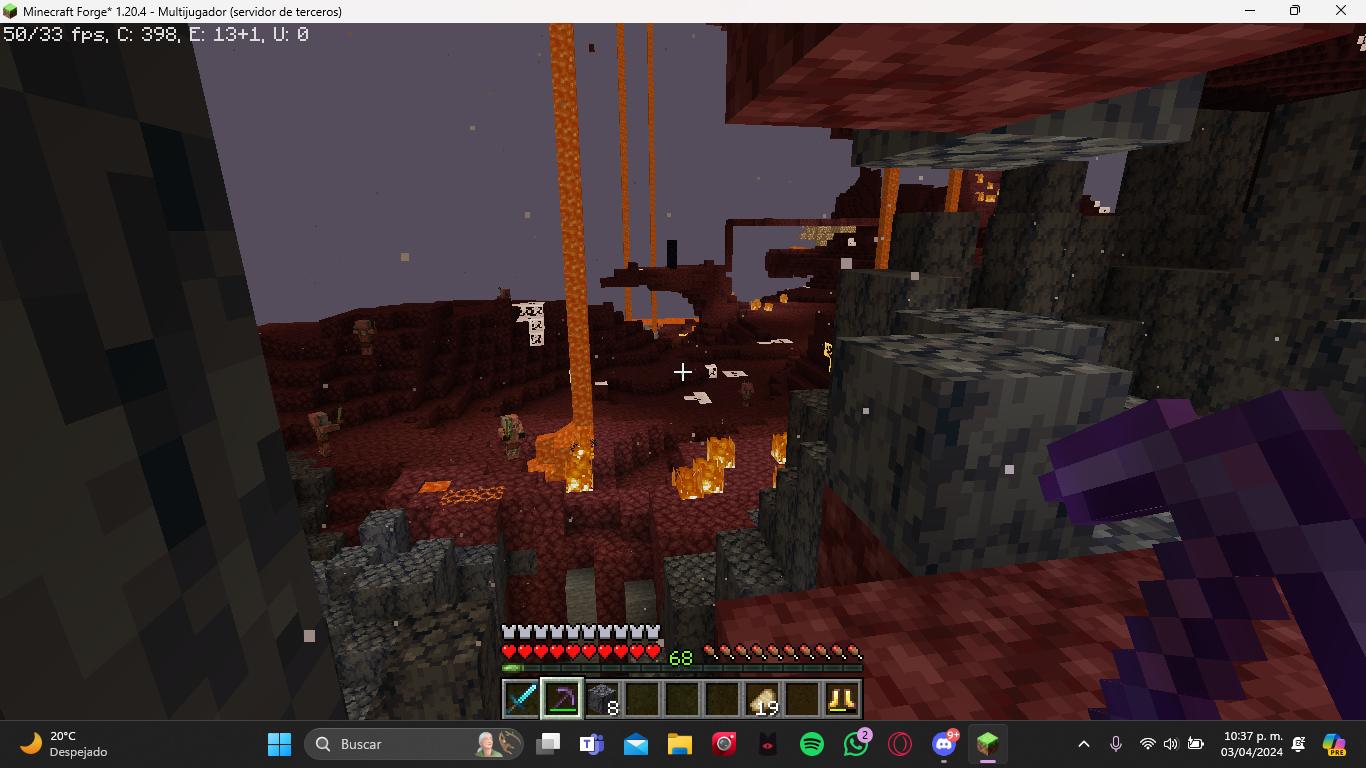 Minecraft Forge* 1.20.4 - Multijugador (servidor de terceros)
50/33 fps, C: 398, E: 13+1, U: 0
68
8
19
20°C
Despejado
Buscar
2
9+
10:37 p. m.
03/04/2024
PRE